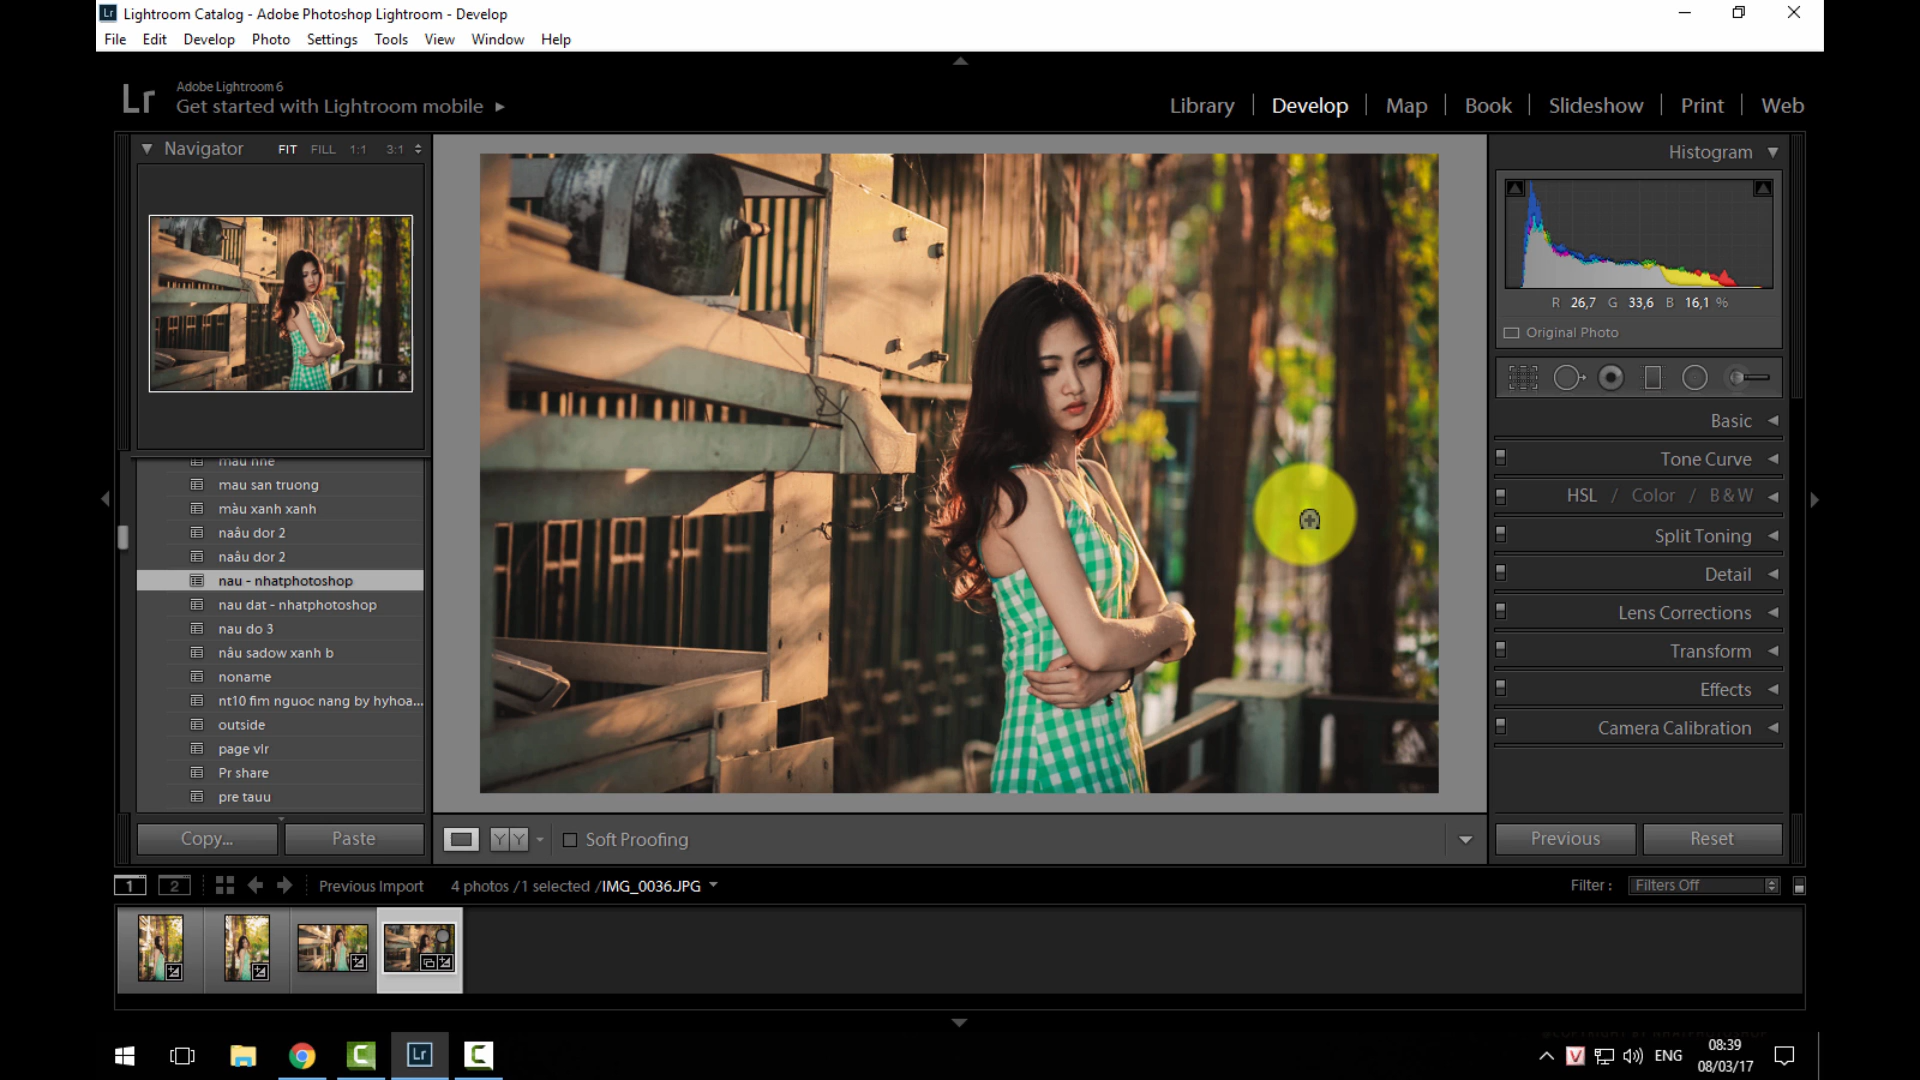 Lightroom Catalog - Adobe Photoshop Lightroom - Develop
File Edit Develop Photo Settings Tools View Window Help
Lr
Adobe Lightroom 6
Get started with Lightroom mobile
Library Develop Map Book Slideshow Print Web
Navigator FIT FILL 1:1 3:1
mau nhe
mau san truong
màu xanh xanh
naâu dor 2
naâu dor 2
nau - nhatphotoshop
nau dat - nhatphotoshop
nau do 3
nâu sadow xanh b
noname
nt10 fim nguoc nang by hyhoa...
outside
page vlr
Pr share
pre tauu
Copy... Paste
Histogram
R 26,7 G 33,6 B 16,1 %
Original Photo
Basic
Tone Curve
HSL / Color / B & W
Split Toning
Detail
Lens Corrections
Transform
Effects
Camera Calibration
YY Soft Proofing
Previous Reset
1 2 Previous Import 4 photos /1 selected /IMG_0036.JPG
Filter : Filters Off
Lr
V ENG
08:39
08/03/17